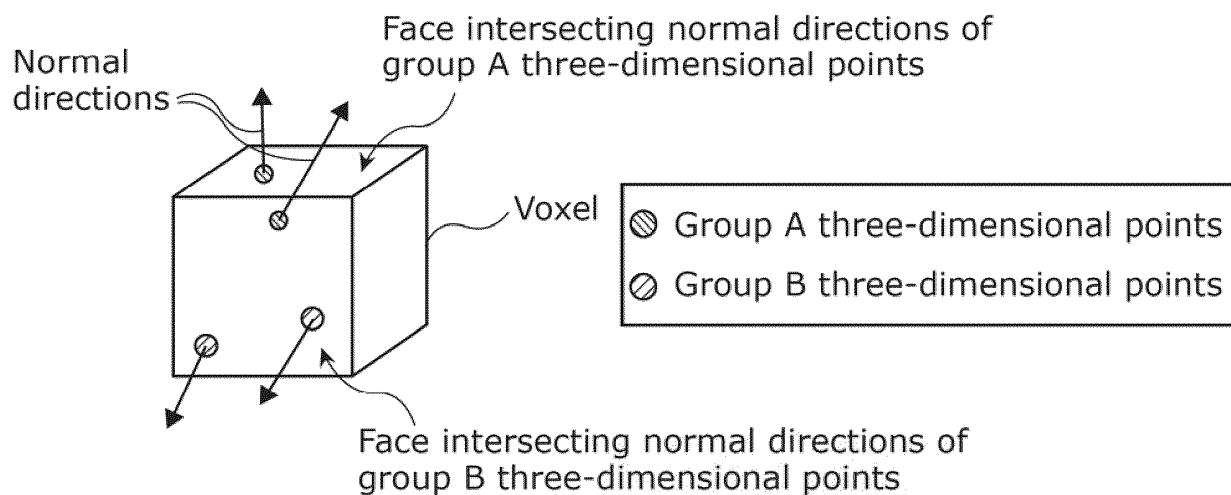 Face intersecting normal directions of
group A three-dimensional points
Normal
directions
Voxel
Group A three-dimensional points
Group B three-dimensional points
Face intersecting normal directions of
group B three-dimensional points